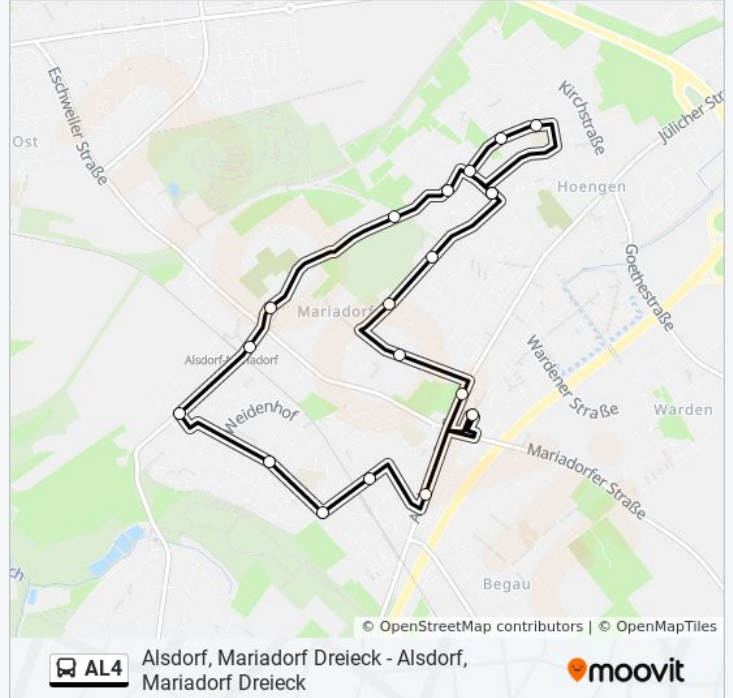 Eschweiler Straße
Ost
Kirchstraße
Jülicher Str
Hoengen
Goethestraße
Mariadorf
Alsdorf-Mariadorf
Wardener Straße
Warden
Weidenhof
Mariadorfer Straße
A
Begau
ch
© OpenStreetMap contributors | © OpenMapTiles
AL4
Alsdorf, Mariadorf Dreieck - Alsdorf,
Mariadorf Dreieck
moovit